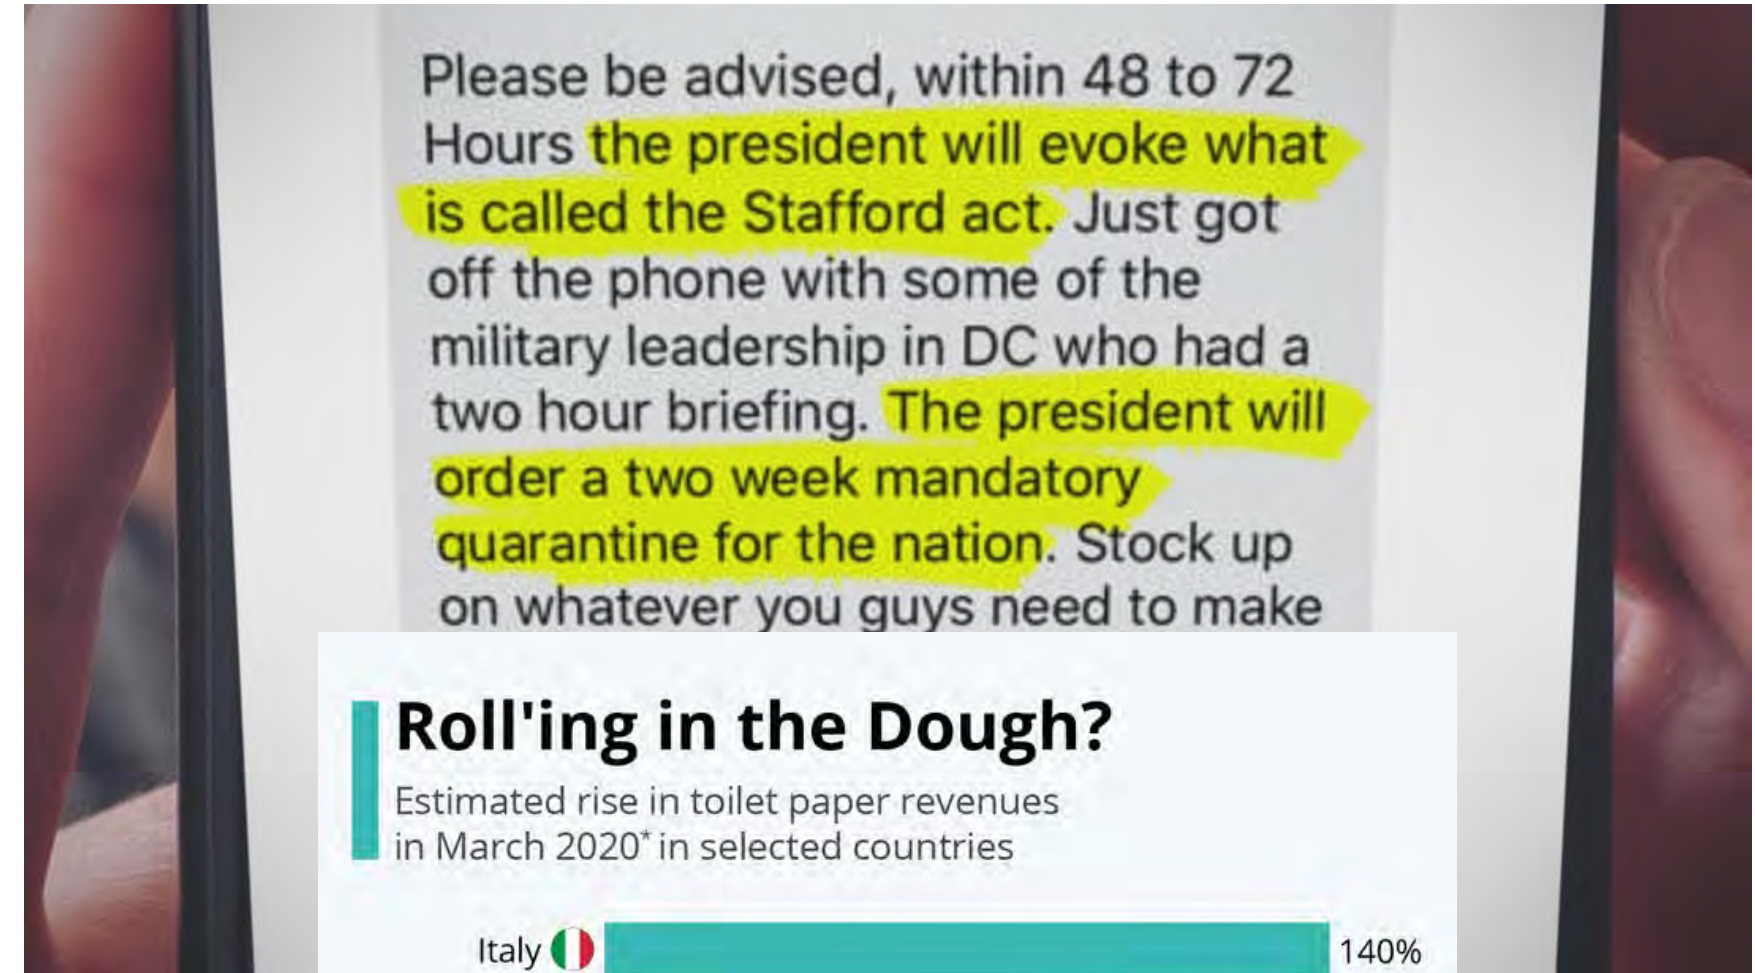 Please be advised, within 48 to 72
Hours the president will evoke what
is called the Stafford act. Just got
off the phone with some of the
military leadership in DC who had a
two hour briefing. The president will
order a two week mandatory
quarantine for the nation. Stock up
on whatever you guys need to make
Roll'ing in the Dough?
Estimated rise in toilet paper revenues
in March 2020* in selected countries
Italy 140%